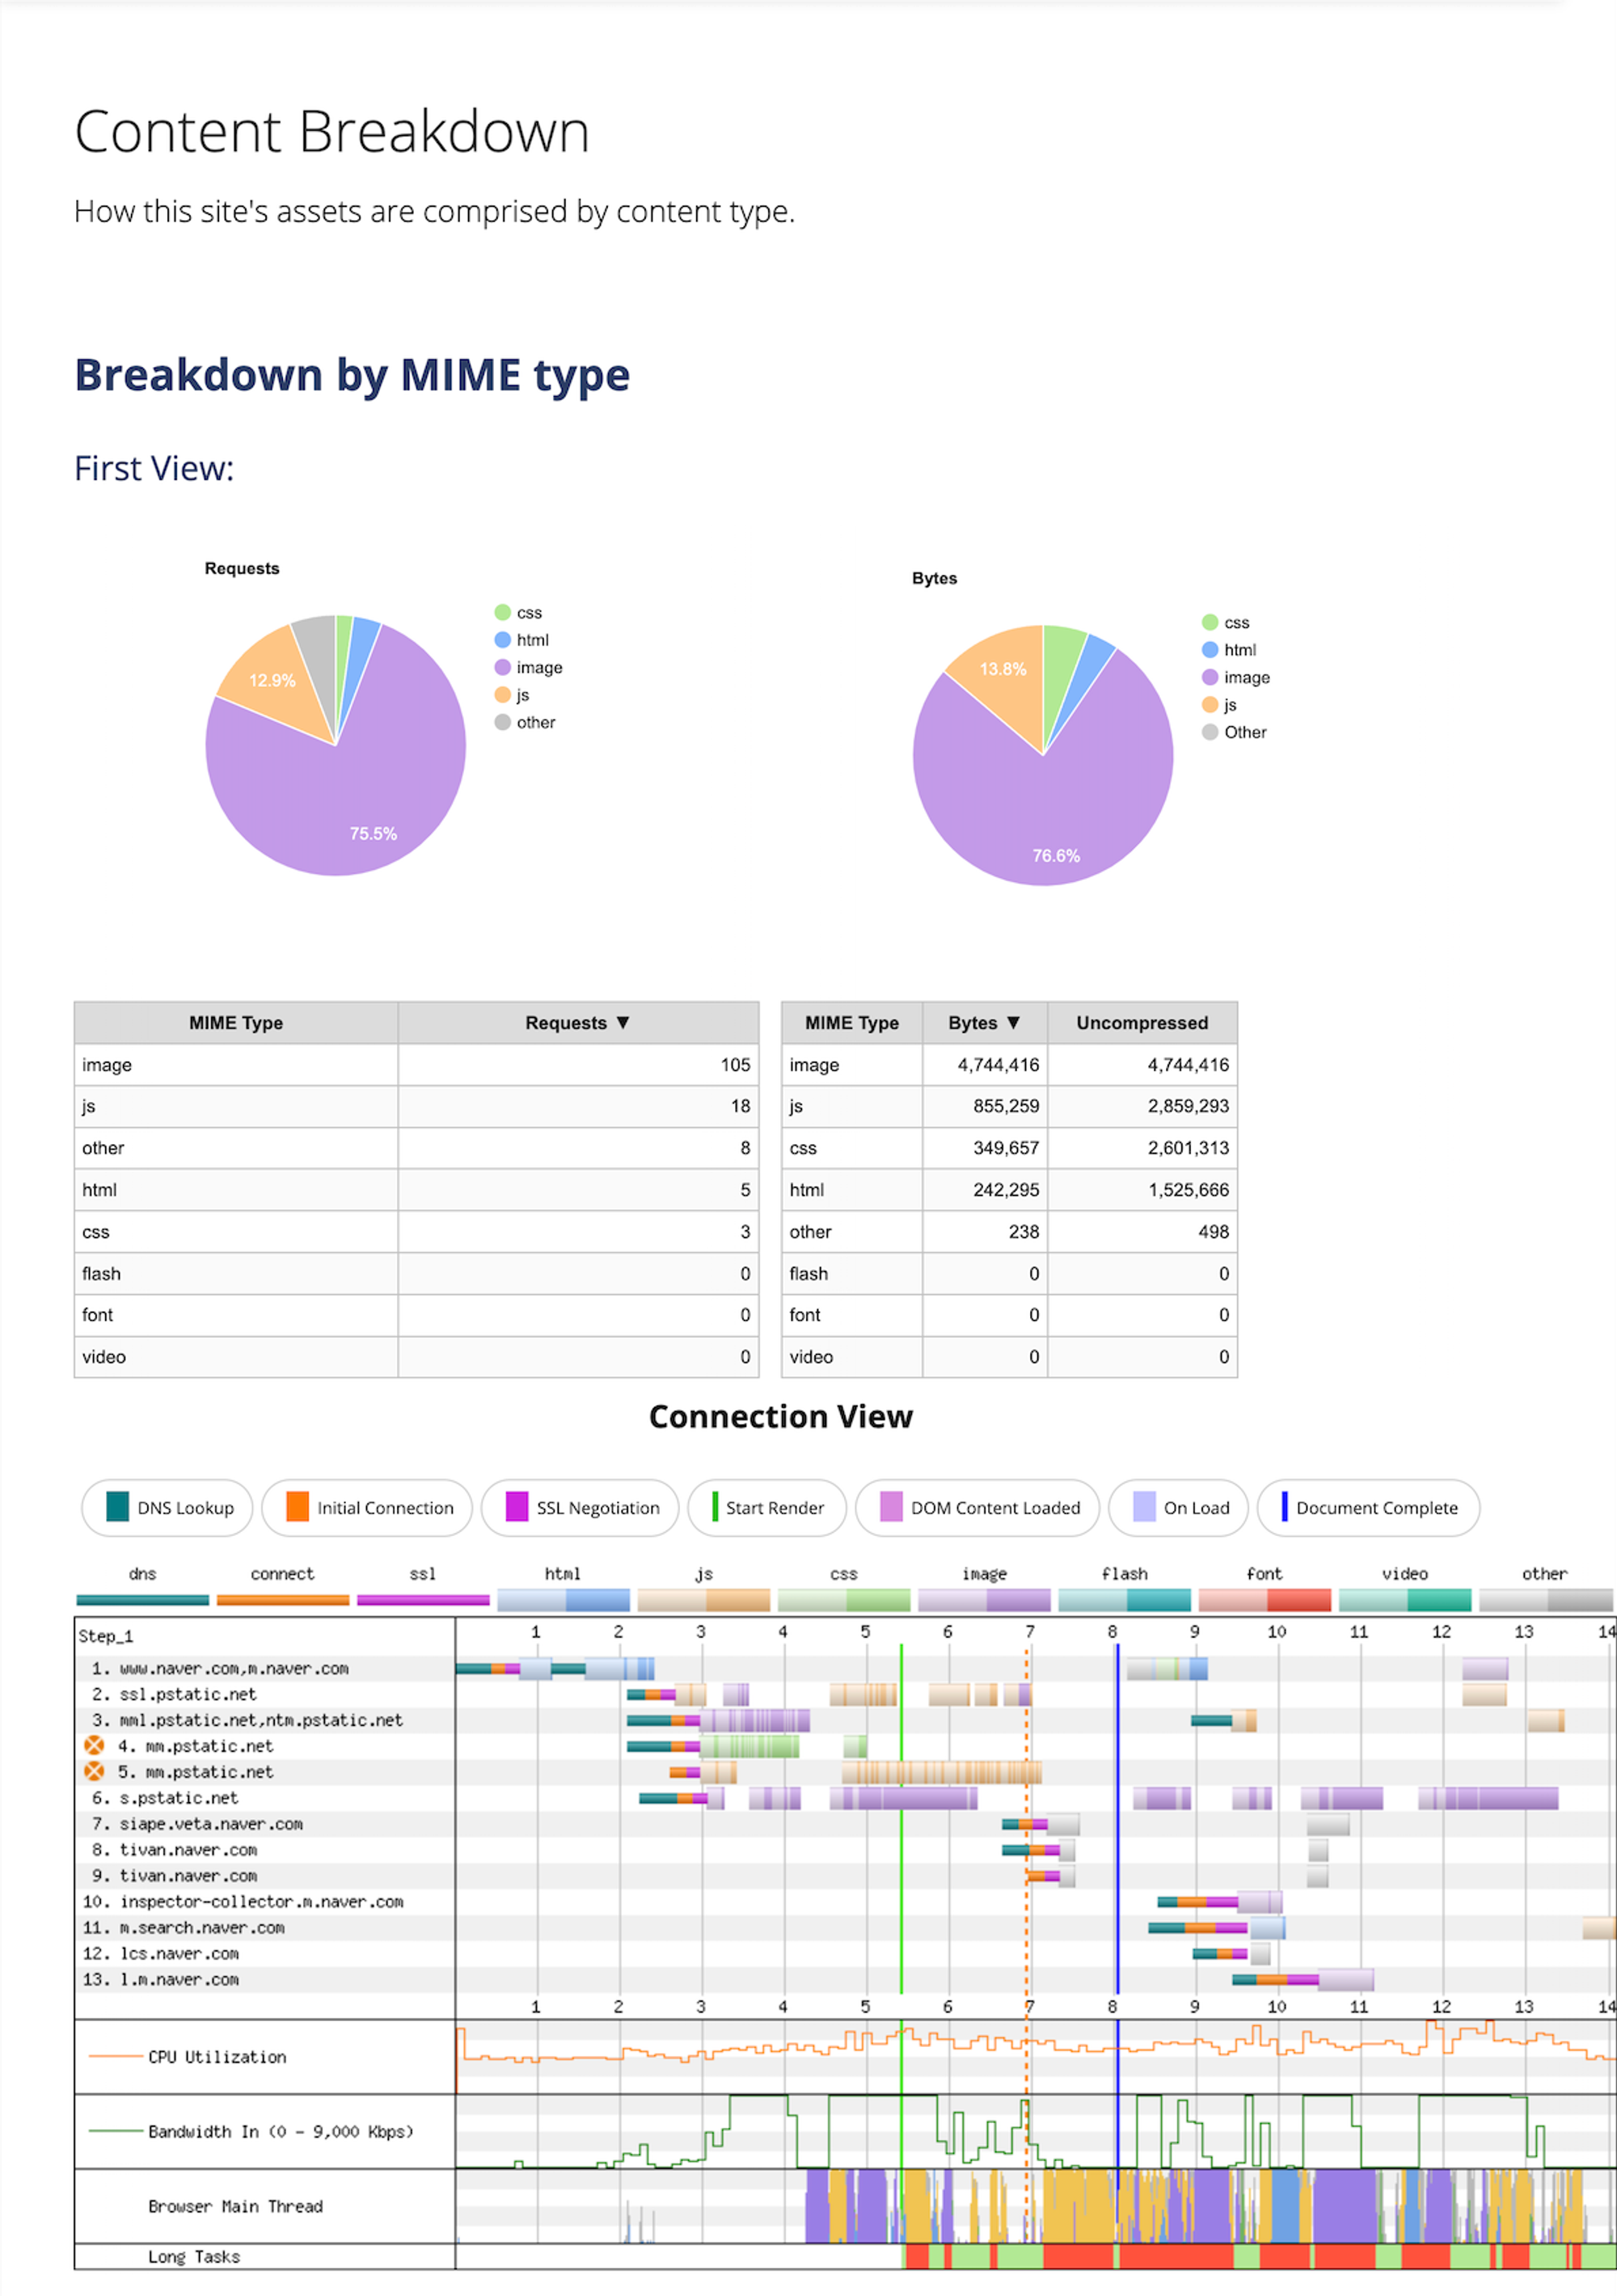 Content Breakdown
How this site's assets are comprised by content type.
Breakdown by MIME type
First View:
Requests
css
html
image
js
other
12.9%
75.5%
Bytes
css
html
image
js
Other
13.8%
76.6%
MIME Type Requests ▼
image 105
js 18
other 8
html 5
css 3
flash 0
font 0
video 0
MIME Type Bytes ▼ Uncompressed
image 4,744,416 4,744,416
js 855,259 2,859,293
css 349,657 2,601,313
html 242,295 1,525,666
other 238 498
flash 0 0
font 0 0
video 0 0
Connection View
DNS Lookup Initial Connection SSL Negotiation Start Render DOM Content Loaded On Load Document Complete
dns connect ssl html js css image flash font video other
Step_1 1 2 3 4 5 6 7 8 9 10 11 12 13 14
1. www.naver.com,m.naver.com
2. ssl.pstatic.net
3. mml.pstatic.net,ntm.pstatic.net
4. mm.pstatic.net
5. mm.pstatic.net
6. s.pstatic.net
7. siape.veta.naver.com
8. tivan.naver.com
9. tivan.naver.com
10. inspector-collector.m.naver.com
11. m.search.naver.com
12. lcs.naver.com
13. l.m.naver.com
1 2 3 4 5 6 7 8 9 10 11 12 13 14
CPU Utilization
Bandwidth In (0 - 9,000 Kbps)
Browser Main Thread
Long Tasks